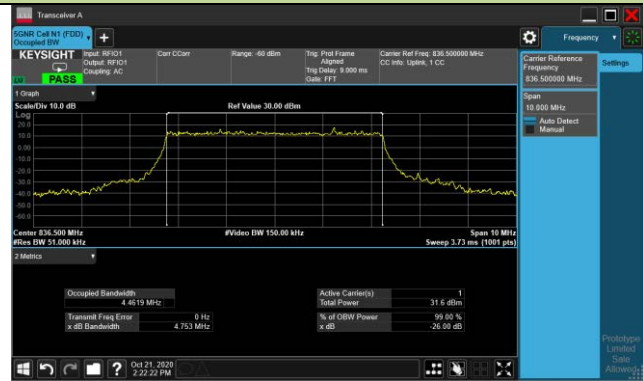 Transceiver A
5GNR Cell N1 (FDD)
Occupied BW
Frequency
KEYSIGHT
Input: RFIO1
Output: RFIO1
Coupling: AC
Corr CCorr
Range: -60 dBm
Trig: Prot Frame
Aligned
Trig Delay: 9.000 ms
Gate: FFT
Carrier Ref Freq: 836.500000 MHz
CC Info: Uplink, 1 CC
PASS
Carrier Reference
Frequency
836.500000 MHz
Settings
Span
10.000 MHz
Auto Detect
Manual
1 Graph
Scale/Div 10.0 dB
Ref Value 30.00 dBm
Log
20.0
10.0
0.00
-10.0
-20.0
-30.0
-40.0
-50.0
-60.0
Center 836.500 MHz
#Video BW 150.00 kHz
Span 10 MHz
#Res BW 51.000 kHz
Sweep 3.73 ms (1001 pts)
2 Metrics
Occupied Bandwidth
4.4619 MHz
Active Carrier(s) 1
Total Power 31.6 dBm
Transmit Freq Error 0 Hz
x dB Bandwidth 4.753 MHz
% of OBW Power 99.00 %
x dB -26.00 dB
Oct 21, 2020
2:22:22 PM
Prototype
Limited
Sale
Allowed